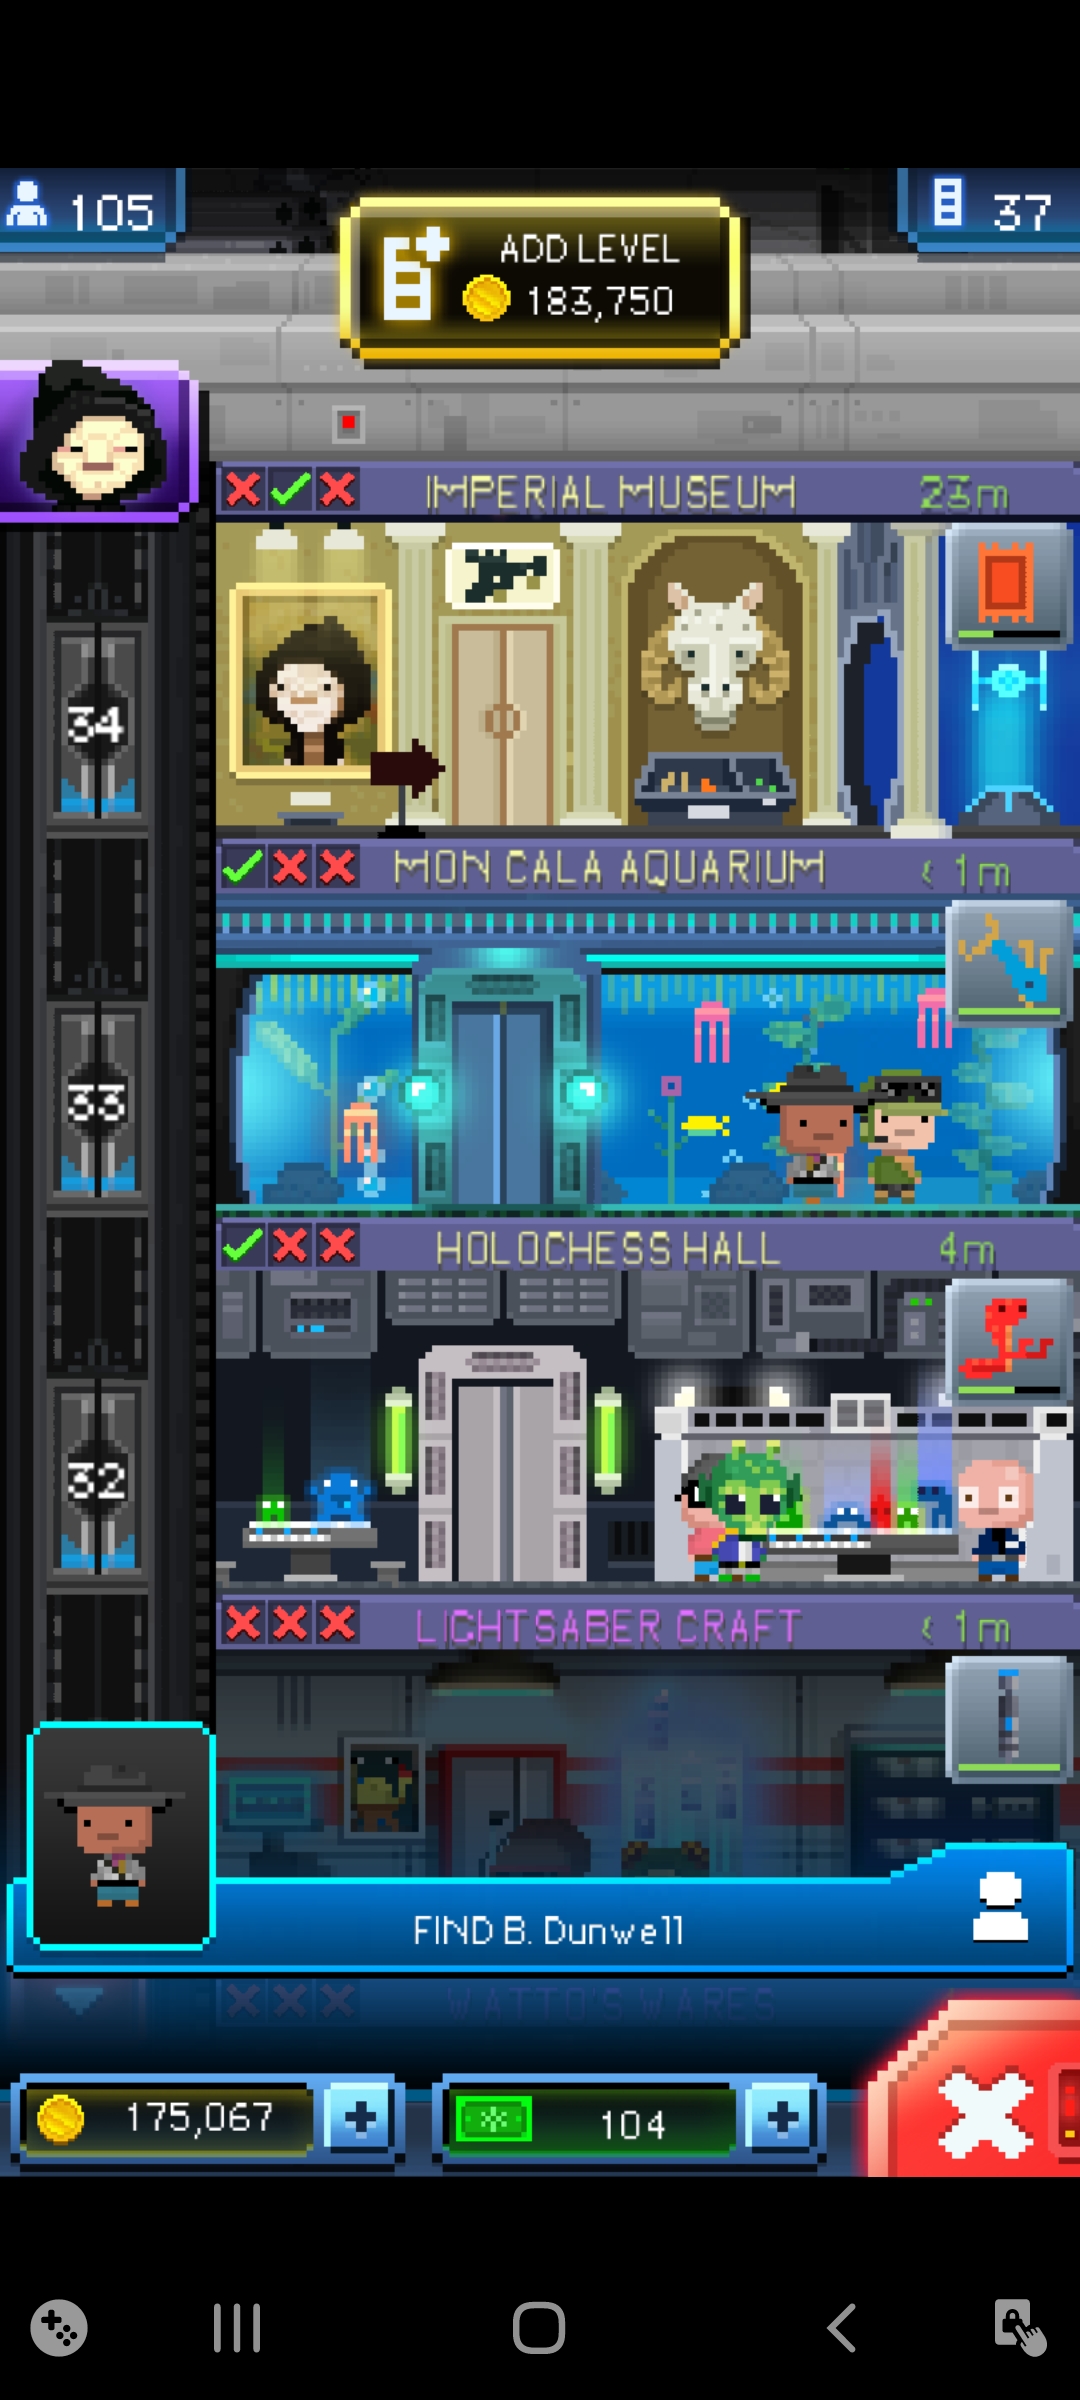 105
ADD LEVEL
183,750
37
IMPERIAL MUSEUM 23m
34
MON CALA AQUARIUM < 1m
33
HOLOCHESS HALL 4m
32
LIGHTSABER CRAFT < 1m
FIND B. Dunwell
WATTO'S WARES
175,067
104